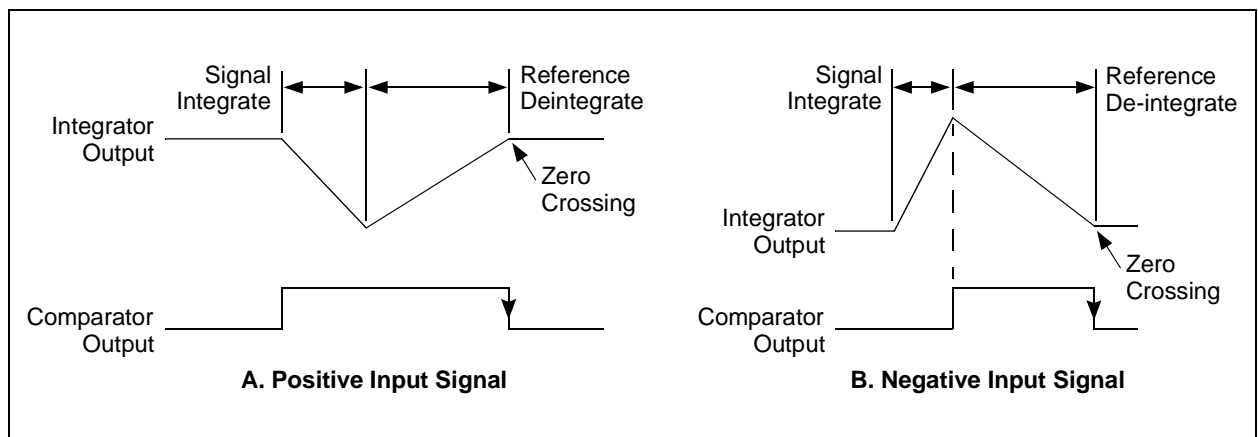 Signal
Integrate
Reference
Deintegrate
Integrator
Output
Zero
Crossing
Comparator
Output
A. Positive Input Signal
Signal
Integrate
Reference
De-integrate
Integrator
Output
Zero
Crossing
Comparator
Output
B. Negative Input Signal